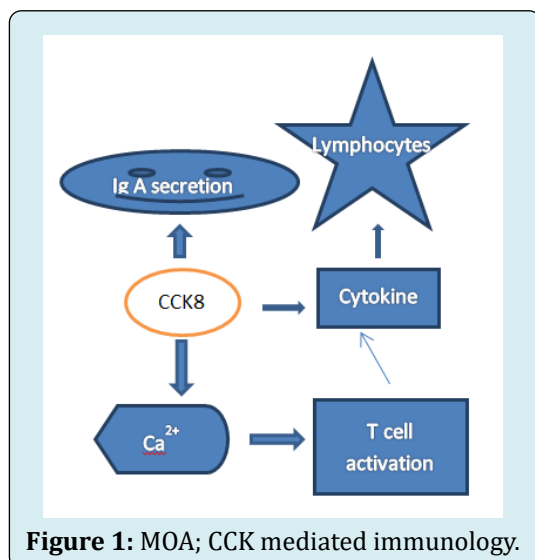 Lymphocytes
Ig A secretion
CCK8
Cytokine
Ca²⁺
T cell
activation
Figure 1: MOA; CCK mediated immunology.